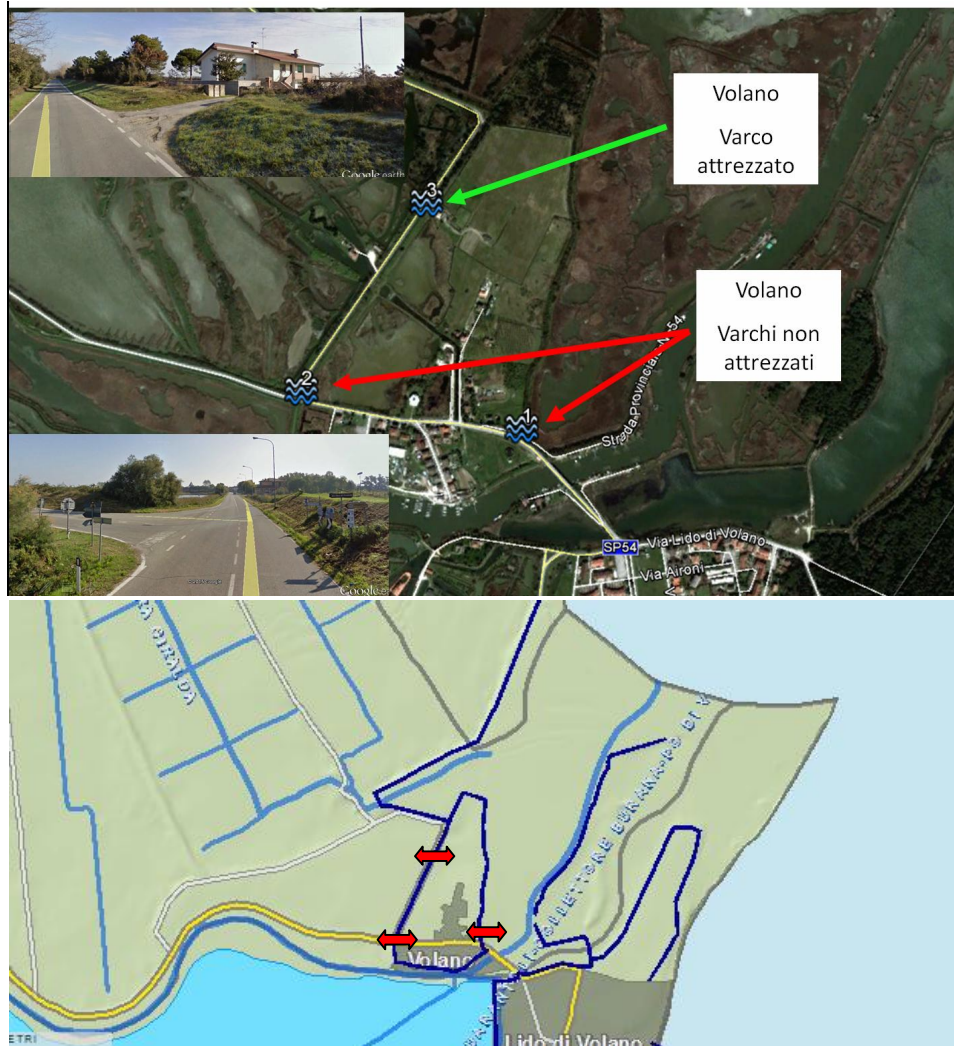 Google earth
Volano
Varco
attrezzato
3
Volano
Varchi non
attrezzati
2
1
Strada Provinciale N. 54
Google
SP54
Via Lido di Volano
Via Aironi
Volano
Lido di Volano
ETRI